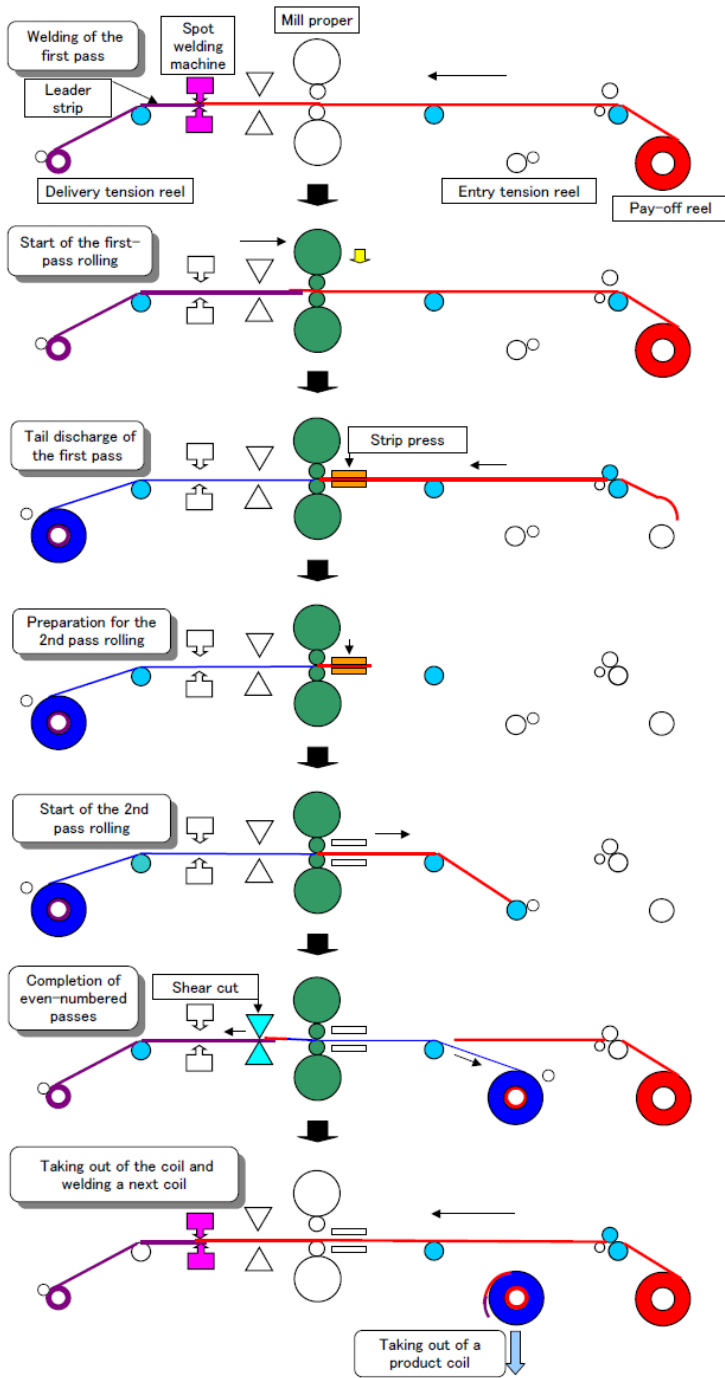 Mill proper
Welding of the
first pass
Spot
welding
machine
Leader
strip
Delivery tension reel
Entry tension reel
Pay-off reel
Start of the first-
pass rolling
Tail discharge of
the first pass
Strip press
Preparation for the
2nd pass rolling
Start of the 2nd
pass rolling
Completion of
even-numbered
passes
Shear cut
Taking out of the coil and
welding a next coil
Taking out of a
product coil